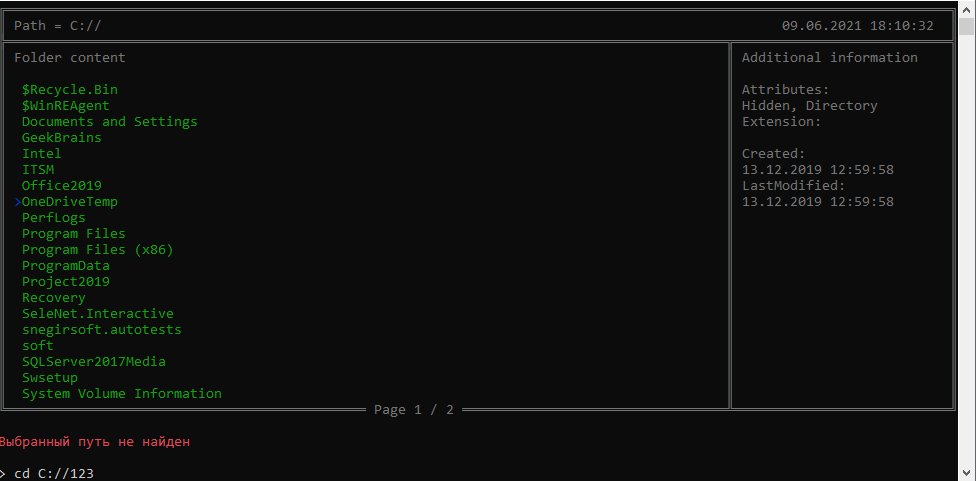 Path = C:// 09.06.2021 18:10:32
Folder content
$Recycle.Bin
$WinREAgent
Documents and Settings
GeekBrains
Intel
ITSM
Office2019
>OneDriveTemp
PerfLogs
Program Files
Program Files (x86)
ProgramData
Project2019
Recovery
SeleNet.Interactive
snegirsoft.autotests
soft
SQLServer2017Media
Swsetup
System Volume Information
Page 1 / 2
Additional information
Attributes:
Hidden, Directory
Extension:
Created:
13.12.2019 12:59:58
LastModified:
13.12.2019 12:59:58
Выбранный путь не найден
> cd C://123